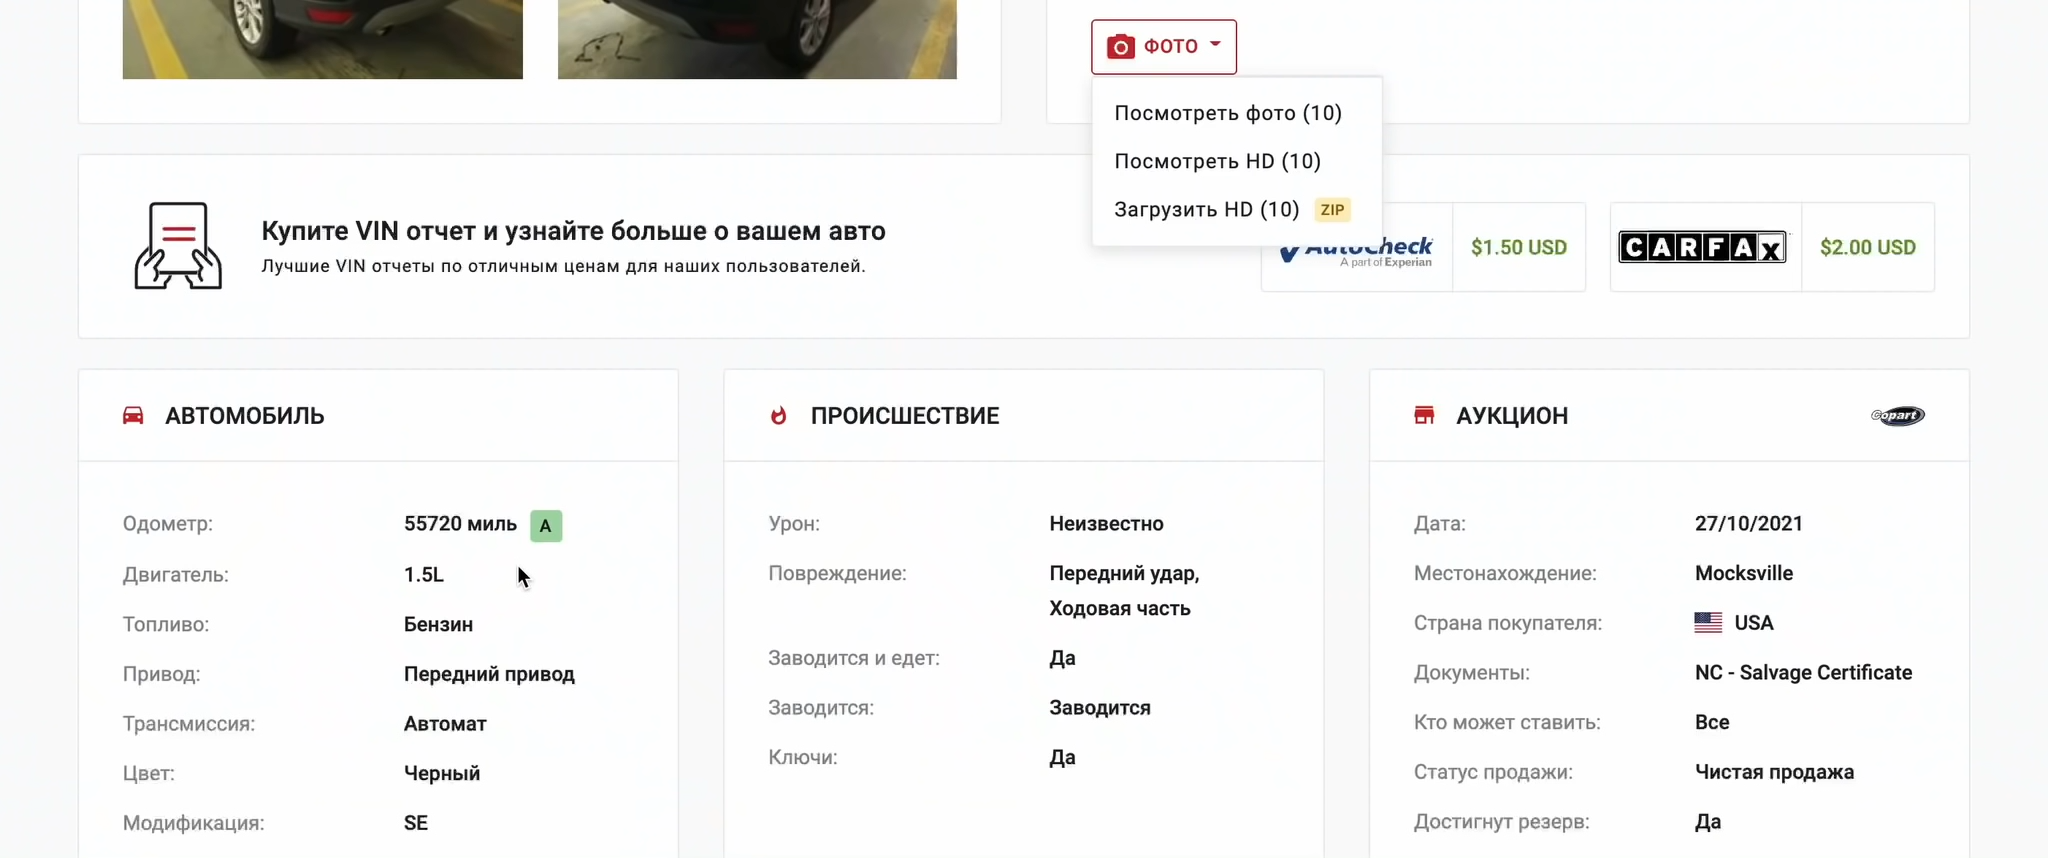 ФОТО
Посмотреть фото (10)
Посмотреть HD (10)
Загрузить HD (10) ZIP
Купите VIN отчет и узнайте больше о вашем авто
Лучшие VIN отчеты по отличным ценам для наших пользователей.
AutoCheck
A part of Experian
$1.50 USD
CARFAX
$2.00 USD
АВТОМОБИЛЬ
Одометр: 55720 миль A
Двигатель: 1.5L
Топливо: Бензин
Привод: Передний привод
Трансмиссия: Автомат
Цвет: Черный
Модификация: SE
ПРОИСШЕСТВИЕ
Урон: Неизвестно
Повреждение: Передний удар,
Ходовая часть
Заводится и едет: Да
Заводится: Заводится
Ключи: Да
АУКЦИОН
Copart
Дата: 27/10/2021
Местонахождение: Mocksville
Страна покупателя: USA
Документы: NC - Salvage Certificate
Кто может ставить: Все
Статус продажи: Чистая продажа
Достигнут резерв: Да